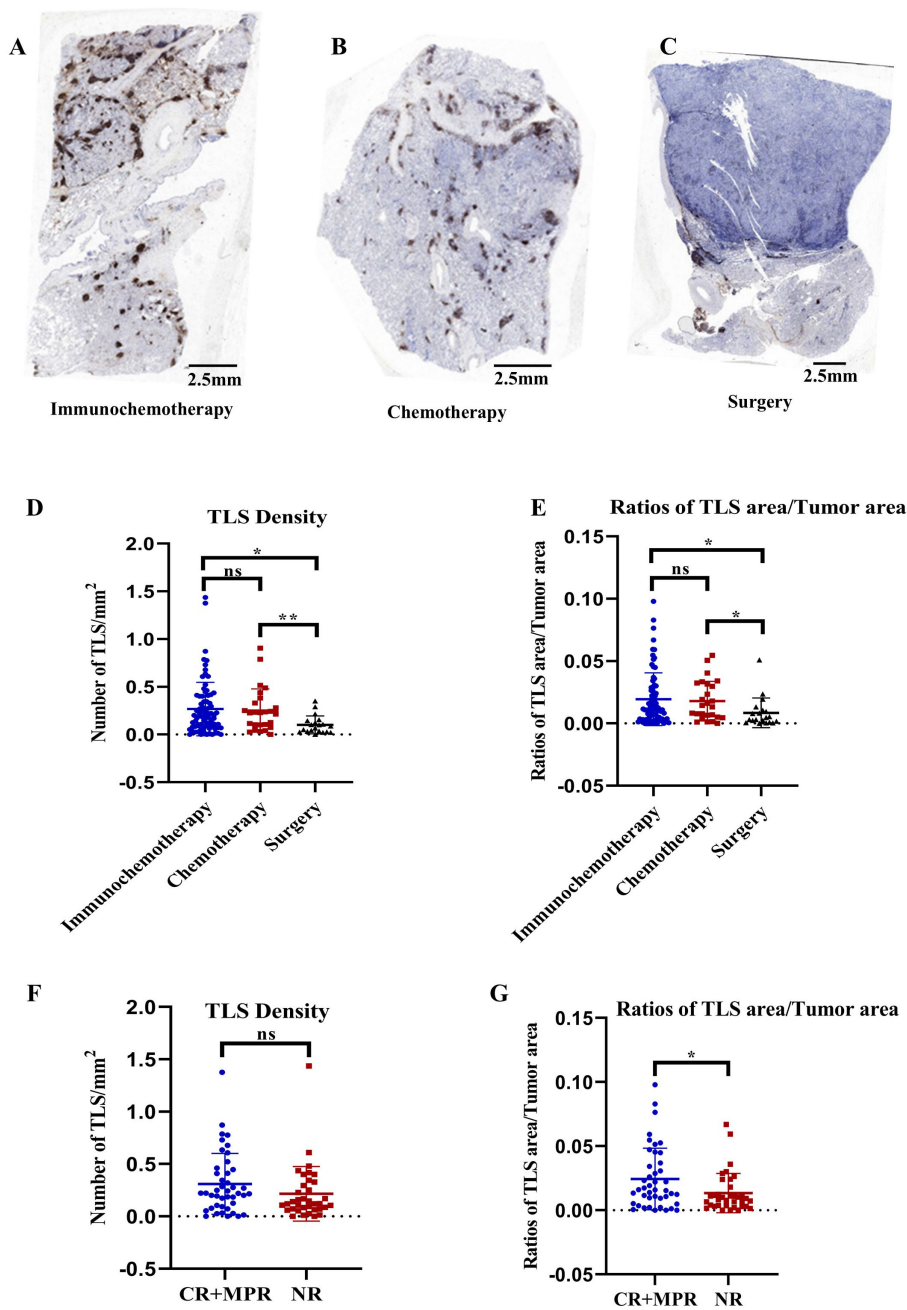 A
B
C
2.5mm
2.5mm
2.5mm
Immunochemotherapy
Chemotherapy
Surgery
D
TLS Density
Number of TLS/mm²
2.0
1.5
1.0
0.5
0.0
-0.5
*
ns
**
Immunochemotherapy
Chemotherapy
Surgery
E
Ratios of TLS area/Tumor area
Ratios of TLS area/Tumor area
0.15
0.10
0.05
0.00
-0.05
*
ns
*
Immunochemotherapy
Chemotherapy
Surgery
F
TLS Density
Number of TLS/mm²
2.0
1.5
1.0
0.5
0.0
-0.5
ns
CR+MPR
NR
G
Ratios of TLS area/Tumor area
Ratios of TLS area/Tumor area
0.15
0.10
0.05
0.00
-0.05
*
CR+MPR
NR